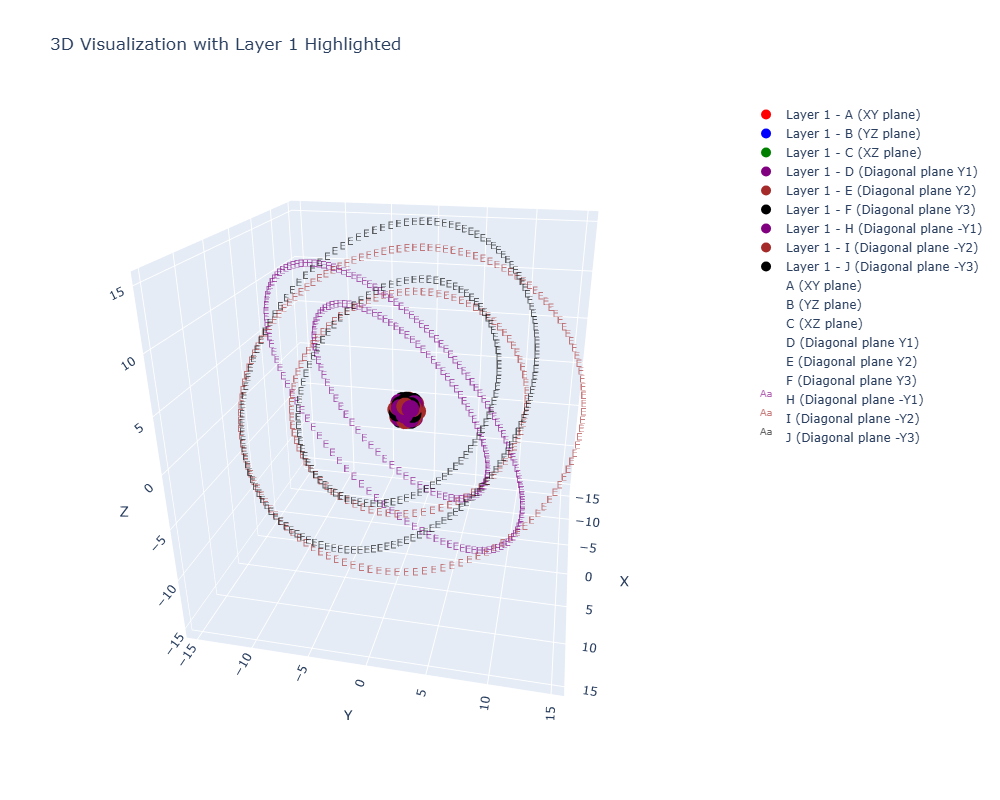 3D Visualization with Layer 1 Highlighted
Layer 1 - A (XY plane)
Layer 1 - B (YZ plane)
Layer 1 - C (XZ plane)
Layer 1 - D (Diagonal plane Y1)
Layer 1 - E (Diagonal plane Y2)
Layer 1 - F (Diagonal plane Y3)
Layer 1 - H (Diagonal plane -Y1)
Layer 1 - I (Diagonal plane -Y2)
Layer 1 - J (Diagonal plane -Y3)
A (XY plane)
B (YZ plane)
C (XZ plane)
D (Diagonal plane Y1)
E (Diagonal plane Y2)
F (Diagonal plane Y3)
Aa H (Diagonal plane -Y1)
Aa I (Diagonal plane -Y2)
Aa J (Diagonal plane -Y3)
15
10
5
0
−5
−10
−15
Z
−15
−10
−5
0
5
10
15
Y
−15
−10
−5
0
5
10
15
X